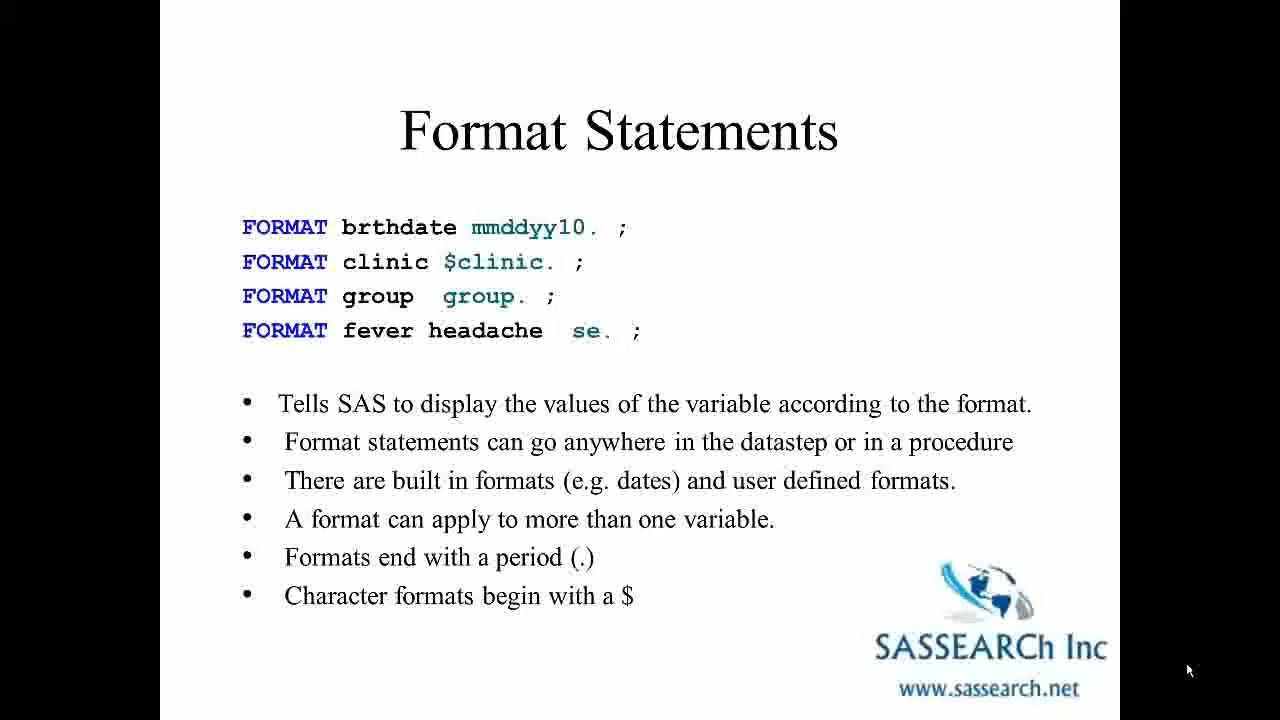 Format Statements
FORMAT brthdate mmddyy10. ;
FORMAT clinic $clinic. ;
FORMAT group group. ;
FORMAT fever headache se. ;
• Tells SAS to display the values of the variable according to the format.
• Format statements can go anywhere in the datastep or in a procedure
• There are built in formats (e.g. dates) and user defined formats.
• A format can apply to more than one variable.
• Formats end with a period (.)
• Character formats begin with a $
SASSEARCh Inc
www.sassearch.net